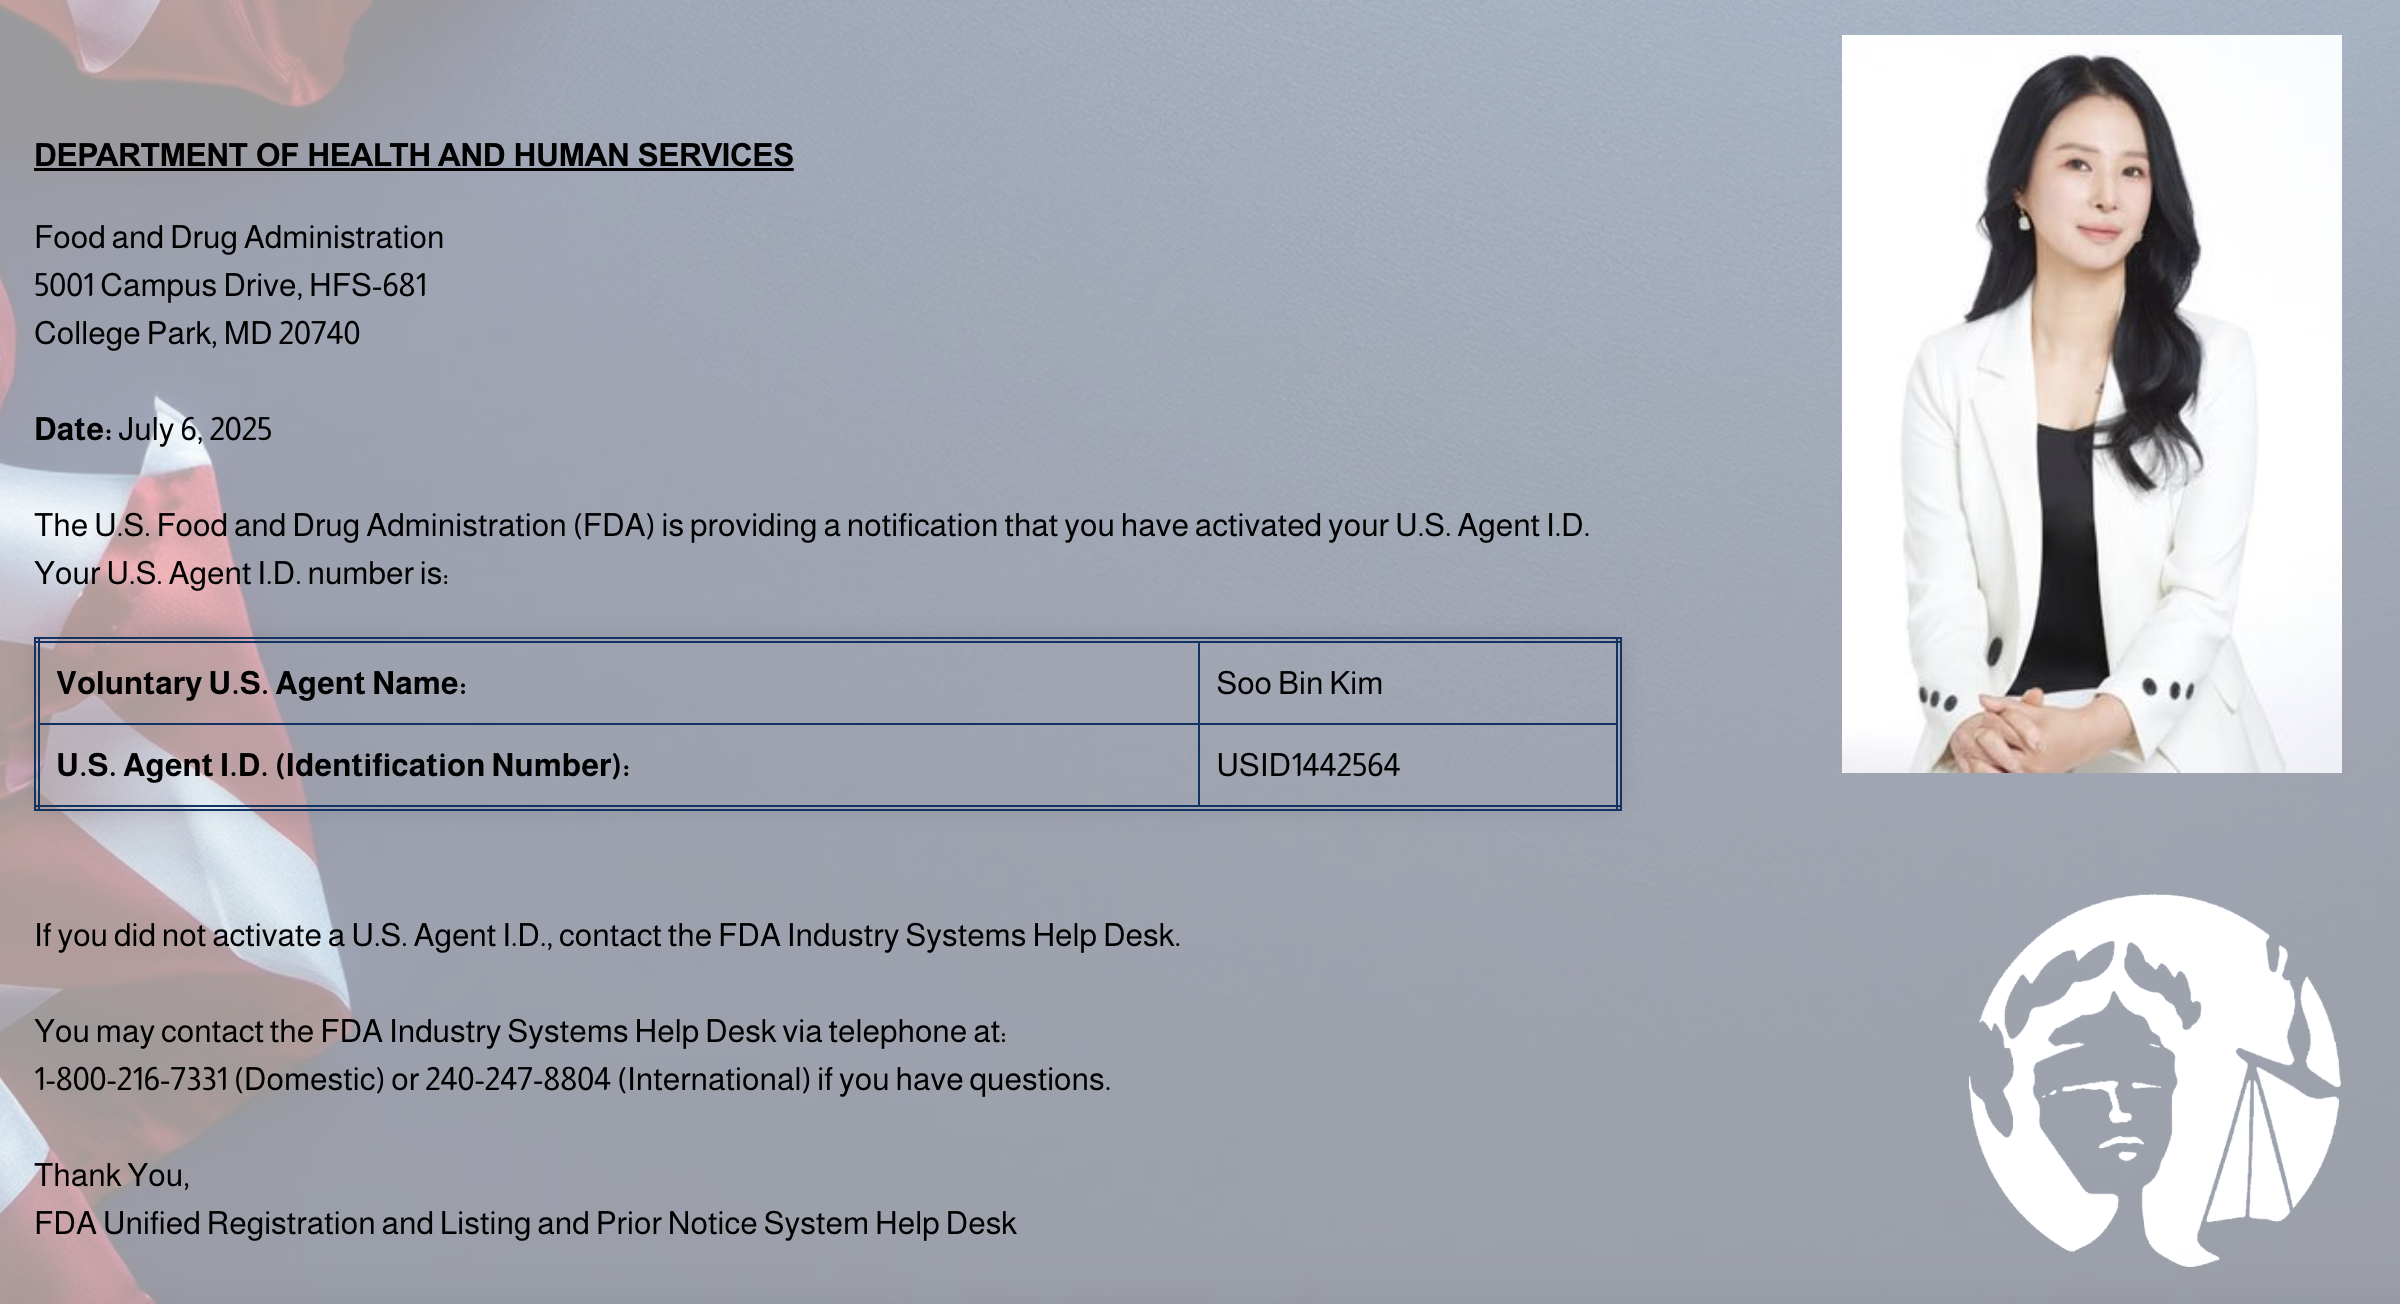 DEPARTMENT OF HEALTH AND HUMAN SERVICES
Food and Drug Administration
5001 Campus Drive, HFS-681
College Park, MD 20740
Date: July 6, 2025
The U.S. Food and Drug Administration (FDA) is providing a notification that you have activated your U.S. Agent I.D.
Your U.S. Agent I.D. number is:
Voluntary U.S. Agent Name: Soo Bin Kim
U.S. Agent I.D. (Identification Number): USID1442564
If you did not activate a U.S. Agent I.D., contact the FDA Industry Systems Help Desk.
You may contact the FDA Industry Systems Help Desk via telephone at:
1-800-216-7331 (Domestic) or 240-247-8804 (International) if you have questions.
Thank You,
FDA Unified Registration and Listing and Prior Notice System Help Desk